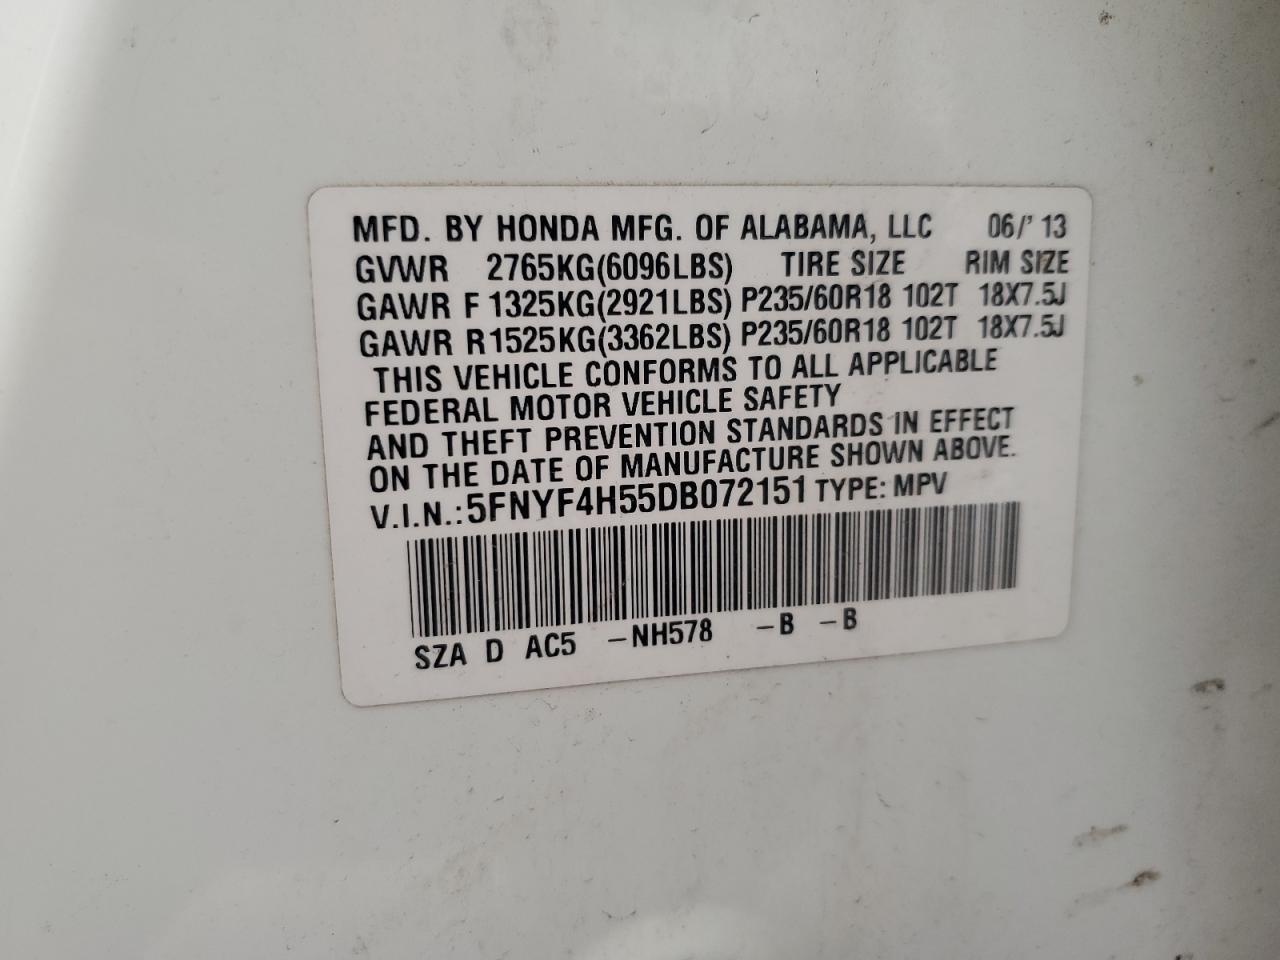 MFD. BY HONDA MFG. OF ALABAMA, LLC 06/' 13
GVWR 2765KG(6096LBS) TIRE SIZE RIM SIZE
GAWR F 1325KG(2921LBS) P235/60R18 102T 18X7.5J
GAWR R 1525KG(3362LBS) P235/60R18 102T 18X7.5J
THIS VEHICLE CONFORMS TO ALL APPLICABLE
FEDERAL MOTOR VEHICLE SAFETY
AND THEFT PREVENTION STANDARDS IN EFFECT
ON THE DATE OF MANUFACTURE SHOWN ABOVE.
V.I.N.: 5FNYF4H55DB072151 TYPE: MPV
SZA D AC5 -NH578 -B -B